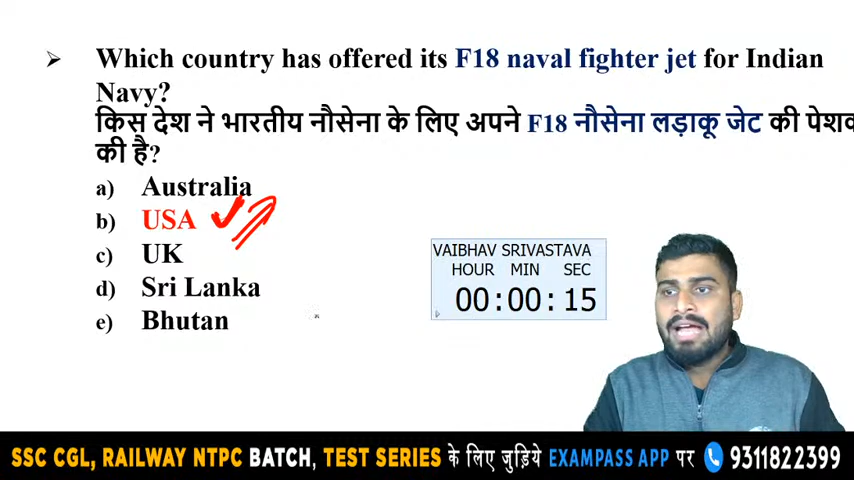 Which country has offered its F18 naval fighter jet for Indian
Navy?
किस देश ने भारतीय नौसेना के लिए अपने F18 नौसेना लड़ाकू जेट की
की है?
a) Australia
b) USA
c) UK
d) Sri Lanka
e) Bhutan
VAIBHAV SRIVASTAVA
HOUR MIN SEC
00:00:15
SSC CGL, RAILWAY NTPC BATCH, TEST SERIES के लिए जुड़िये EXAMPASS APP पर 9311822399